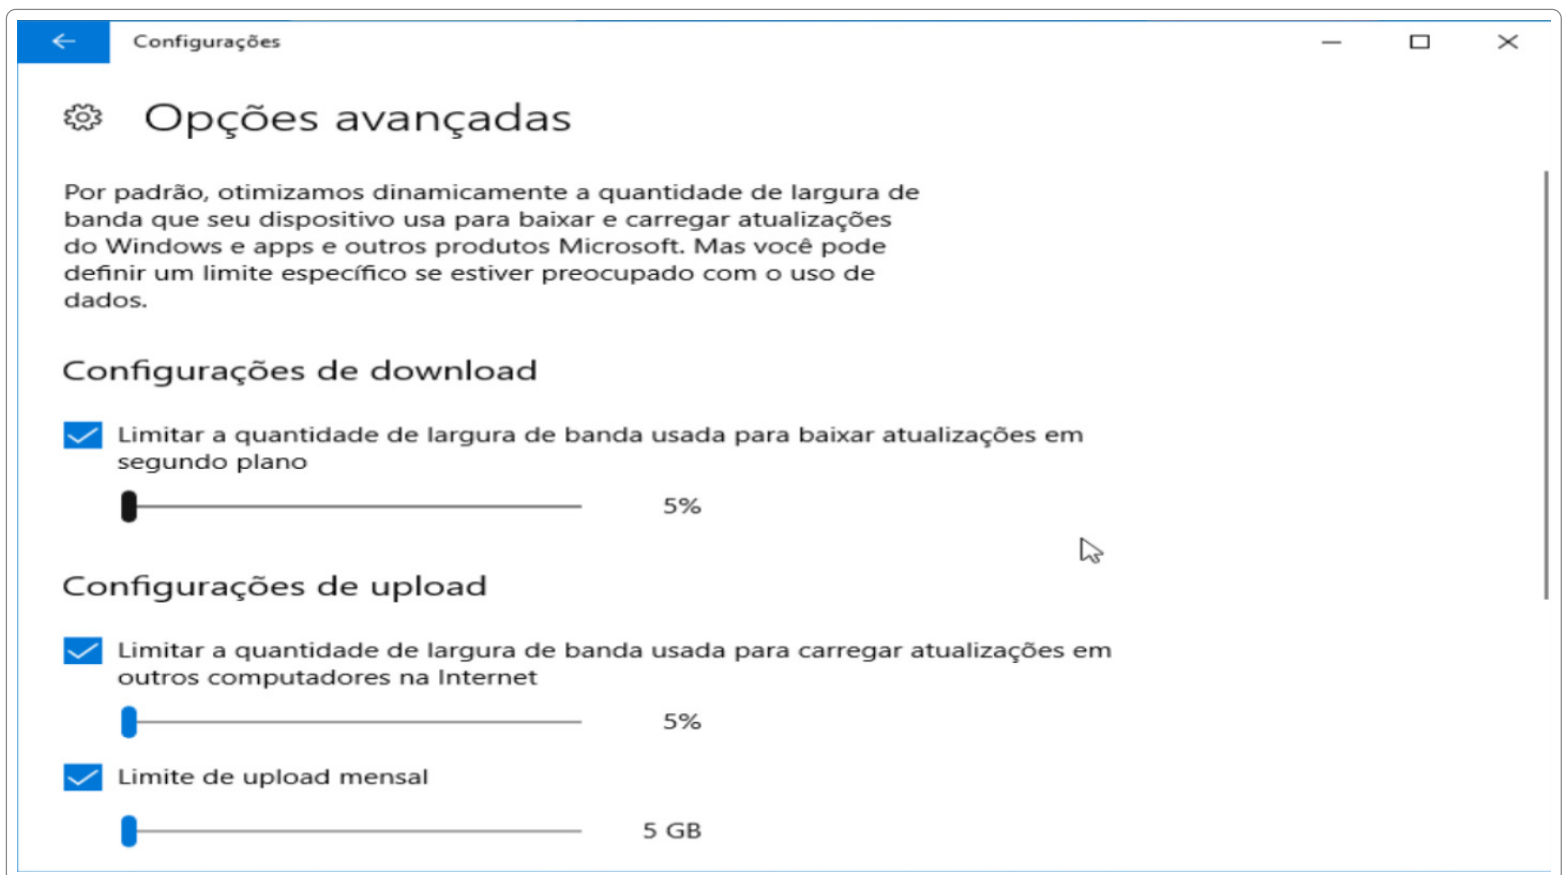 Configurações
Opções avançadas
Por padrão, otimizamos dinamicamente a quantidade de largura de
banda que seu dispositivo usa para baixar e carregar atualizações
do Windows e apps e outros produtos Microsoft. Mas você pode
definir um limite específico se estiver preocupado com o uso de
dados.
Configurações de download
Limitar a quantidade de largura de banda usada para baixar atualizações em
segundo plano
5%
Configurações de upload
Limitar a quantidade de largura de banda usada para carregar atualizações em
outros computadores na Internet
5%
Limite de upload mensal
5 GB